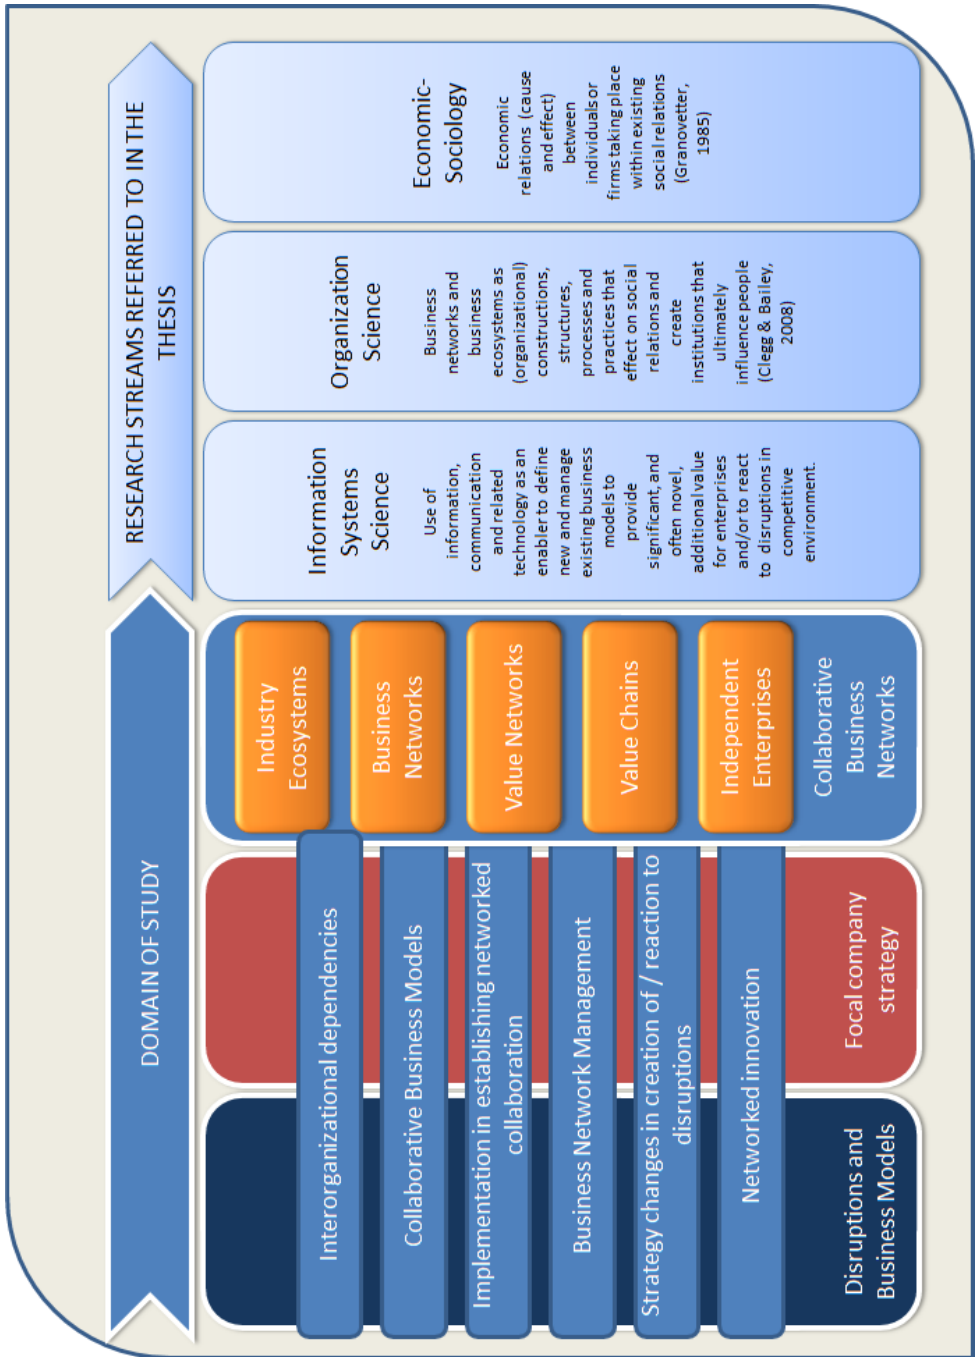 DOMAIN OF STUDY
RESEARCH STREAMS REFERRED TO IN THE
THESIS
Interorganizational dependencies
Collaborative Business Models
Implementation in establishing networked
collaboration
Business Network Management
Strategy changes in creation of / reaction to
disruptions
Networked innovation
Disruptions and
Business Models
Focal company
strategy
Industry
Ecosystems
Business
Networks
Value Networks
Value Chains
Independent
Enterprises
Collaborative
Business
Networks
Information
Systems
Science
Use of
information,
communication
and related
technology as an
enabler to define
new and manage
existing business
models to
provide
significant, and
often novel,
additional value
for enterprises
and/or to react
to disruptions in
competitive
environment.
Organization
Science
Business
networks and
business
ecosystems as
(organizational)
constructions,
structures,
processes and
practices that
effect on social
relations and
create
institutions that
ultimately
influence people
(Clegg & Bailey,
2008)
Economic-
Sociology
Economic
relations (cause
and effect)
between
individuals or
firms taking place
within existing
social relations
(Granovetter,
1985)